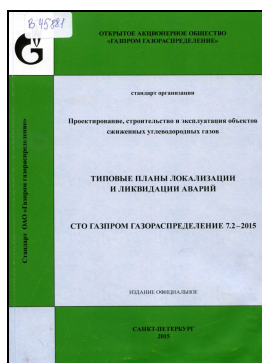 В 45881
ОТКРЫТОЕ АКЦИОНЕРНОЕ ОБЩЕСТВО
«ГАЗПРОМ ГАЗОРАСПРЕДЕЛЕНИЕ»
стандарт организации
Проектирование, строительство и эксплуатация объектов
сжиженных углеводородных газов
ТИПОВЫЕ ПЛАНЫ ЛОКАЛИЗАЦИИ
И ЛИКВИДАЦИИ АВАРИЙ
СТО ГАЗПРОМ ГАЗОРАСПРЕДЕЛЕНИЕ 7.2–2015
ИЗДАНИЕ ОФИЦИАЛЬНОЕ
САНКТ-ПЕТЕРБУРГ
2015
Стандарт ОАО «Газпром газораспределение»